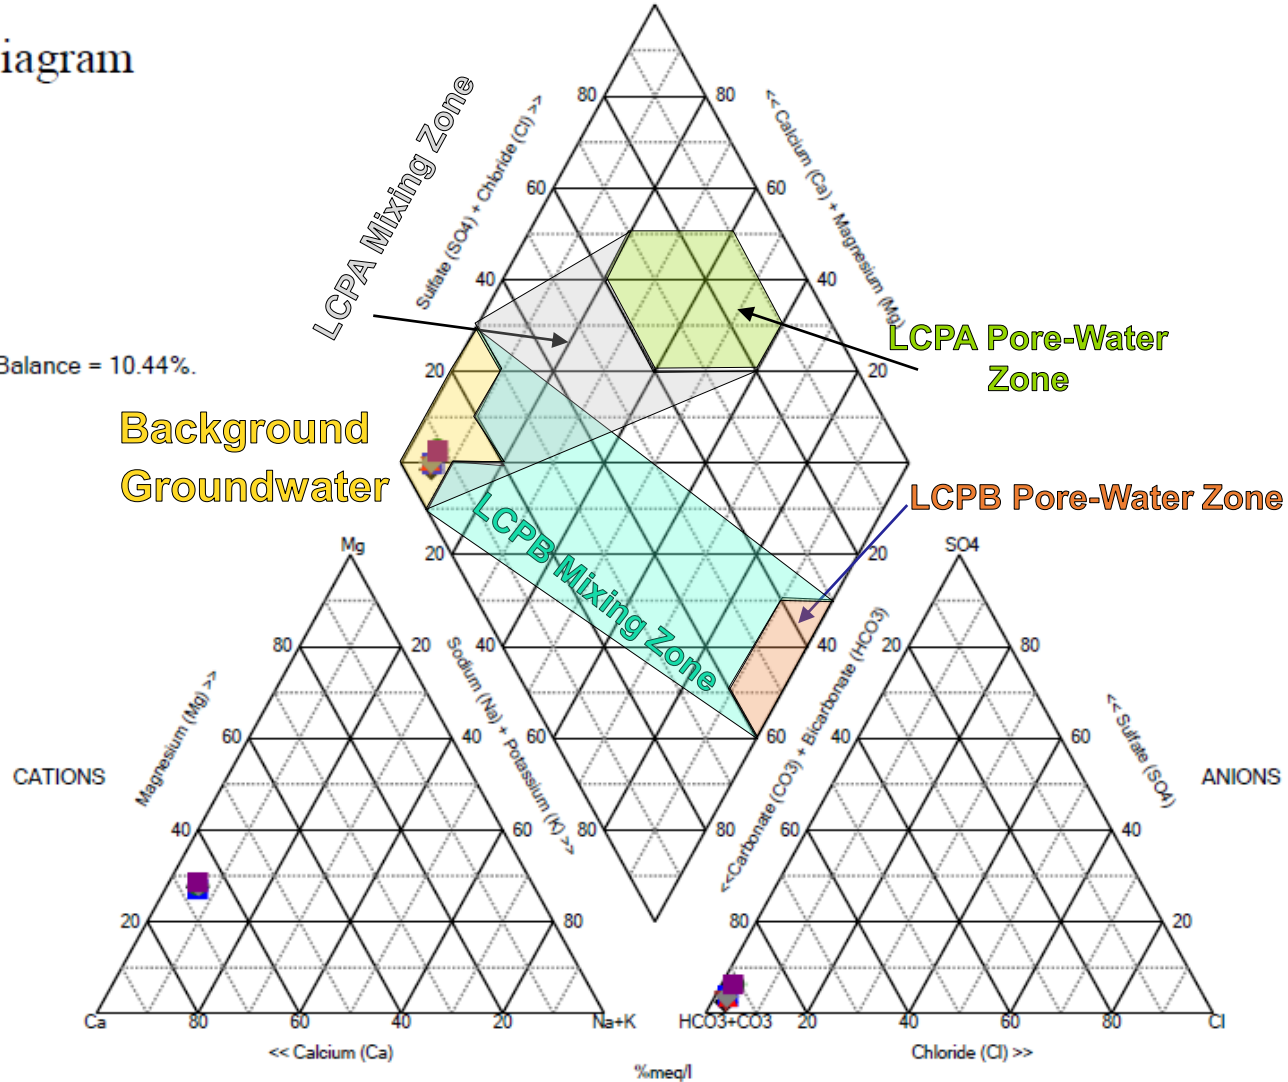 iagram
Balance = 10.44%.
LCPA Mixing Zone
Sulfate (SO4) + Chloride (Cl) >>
<< Calcium (Ca) + Magnesium (Mg)
80
80
60
60
40
40
20
20
LCPA Pore-Water
Zone
Background
Groundwater
LCPB Pore-Water Zone
LCPB Mixing Zone
20
20
40
40
60
60
80
80
Sodium (Na) + Potassium (K) >>
<<Carbonate (CO3) + Bicarbonate (HCO3)
Mg
80
20
60
40
40
60
20
80
Magnesium (Mg) >>
CATIONS
Ca
80
60
40
20
Na+K
<< Calcium (Ca)
SO4
20
80
40
60
60
40
80
20
<< Sulfate (SO4)
ANIONS
HCO3+CO3
20
40
60
80
Cl
Chloride (Cl) >>
%meq/l